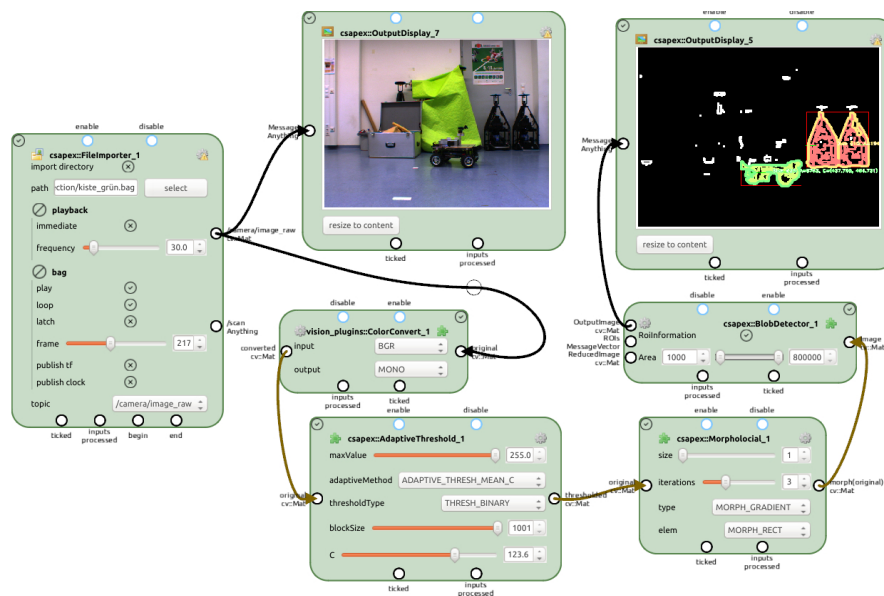 enable
disable
csapex::FileImporter_1
import directory
path
ction/kiste_grün.bag
select
playback
immediate
frequency
30.0
bag
play
loop
latch
frame
217
publish tf
publish clock
topic
/camera/image_raw
ticked
inputs
processed
begin
end
/camera/image_raw
cv::Mat
/scan
Anything
enable
disable
csapex::OutputDisplay_7
Message
Anything
resize to content
ticked
inputs
processed
enable
disable
csapex::OutputDisplay_5
Message
Anything
resize to content
ticked
inputs
processed
disable
enable
vision_plugins::ColorConvert_1
converted
cv::Mat
input
BGR
original
cv::Mat
output
MONO
inputs
processed
ticked
disable
enable
csapex::BlobDetector_1
OutputImage
cv::Mat
ROIs
MessageVector
ReducedImage
cv::Mat
RoiInformation
Area
1000
800000
image
cv::Mat
inputs
processed
ticked
enable
disable
csapex::AdaptiveThreshold_1
maxValue
255.0
adaptiveMethod
ADAPTIVE_THRESH_MEAN_C
original
cv::Mat
thresholdType
THRESH_BINARY
thresholded
cv::Mat
blockSize
1001
C
123.6
ticked
inputs
processed
enable
disable
csapex::Morpholocial_1
size
1
original
cv::Mat
iterations
3
morph(original)
cv::Mat
type
MORPH_GRADIENT
elem
MORPH_RECT
ticked
inputs
processed